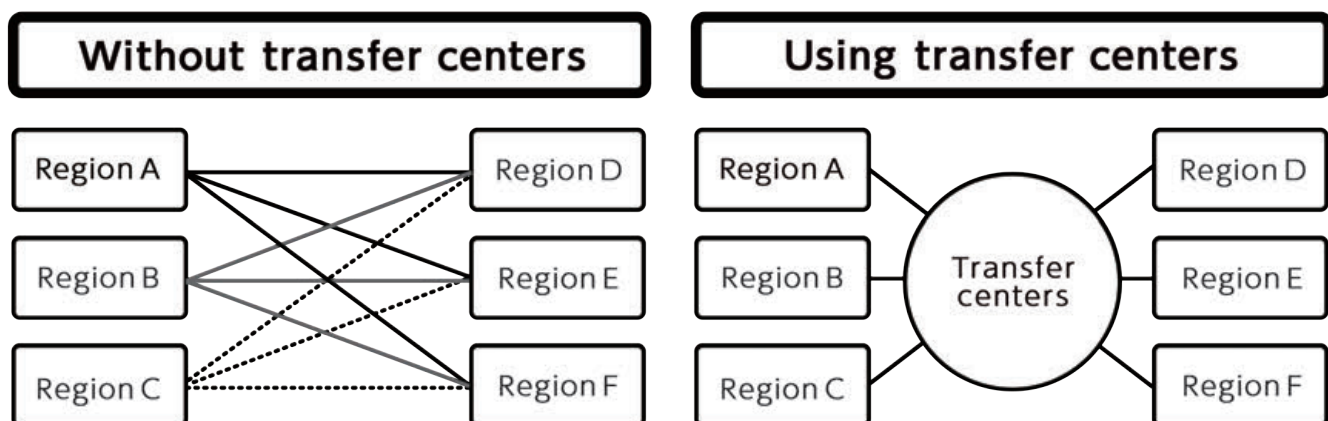 Without transfer centers
Region A
Region D
Region B
Region E
Region C
Region F
Using transfer centers
Region A
Region D
Region B
Transfer
centers
Region E
Region C
Region F